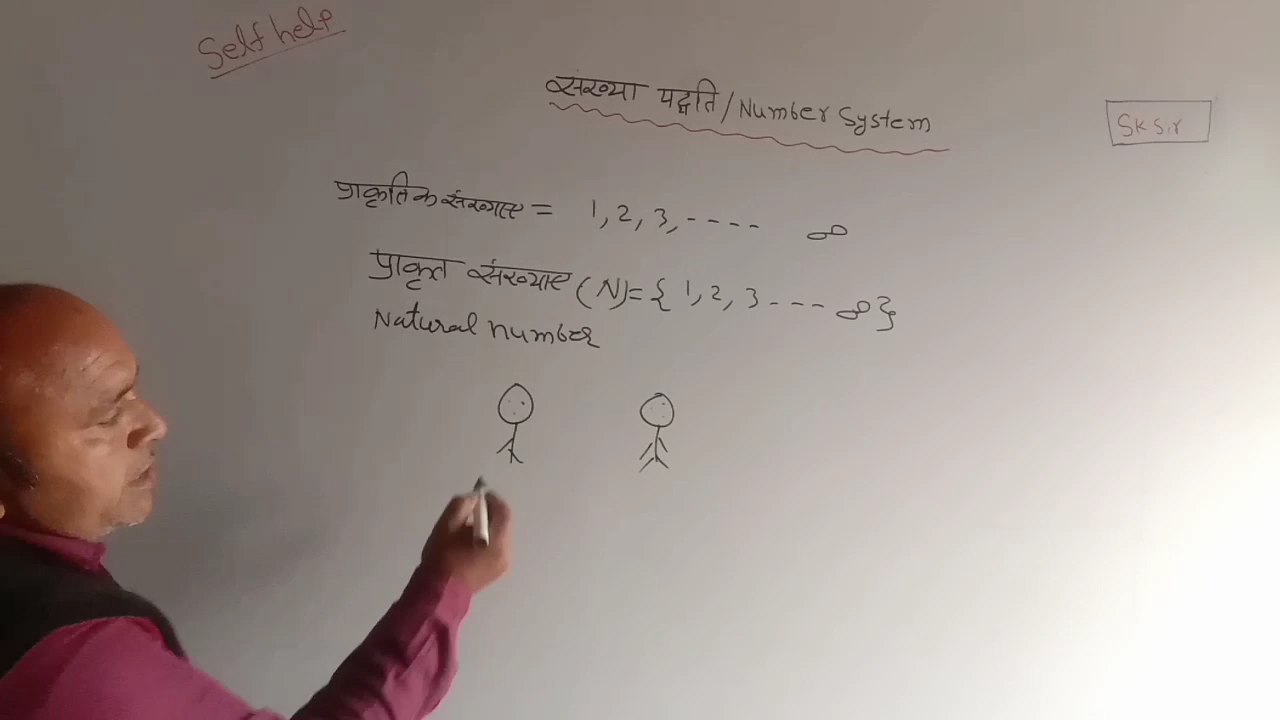 Self help
संख्या पद्धति / Number System
SK Sir
प्राकृतिक संख्याएं = 1, 2, 3, ---- ∞
प्राकृत संख्याएं (N) = { 1, 2, 3 --- ∞ }
Natural number